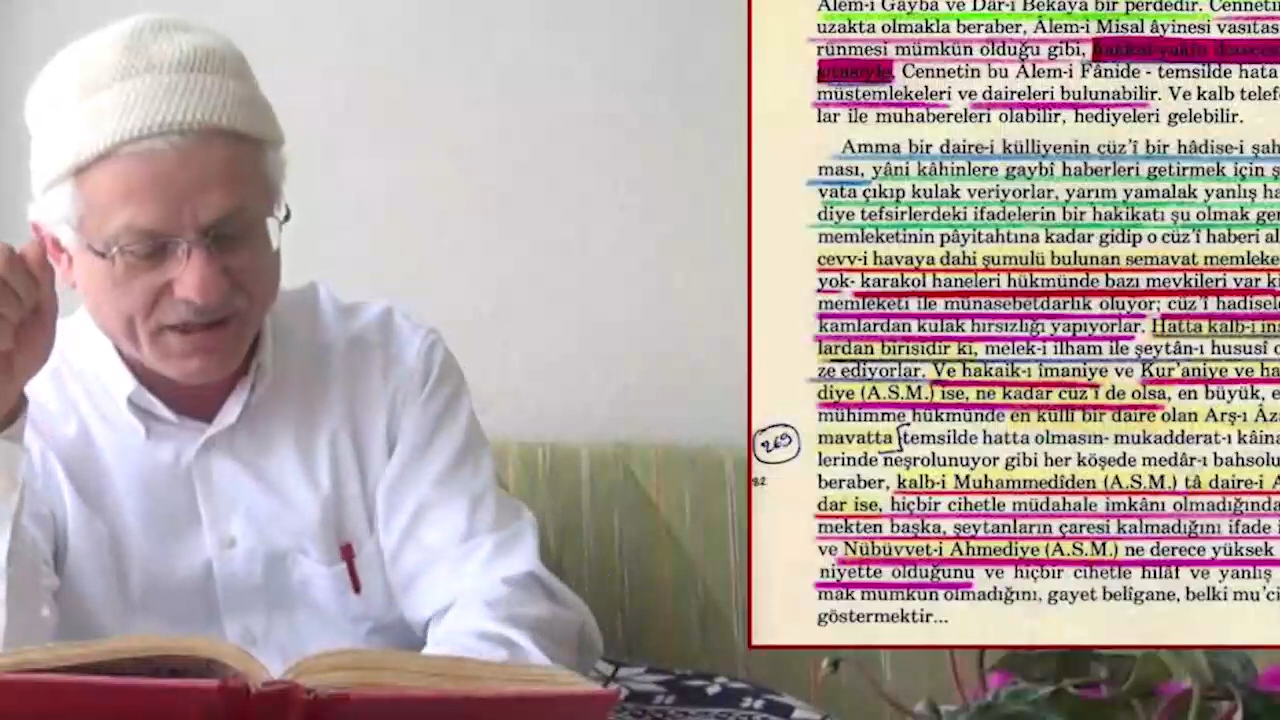 Âlem-i Gayba ve Dâr-ı Bekaya bir perdedir. Cennetin
uzakta olmakla beraber, Âlem-i Misal âyinesi vasıtas
rünmesi mümkün olduğu gibi,
Cennetin bu Âlem-i Fânide - temsilde hata
müstemlekeleri ve daireleri bulunabilir. Ve kalb telef
lar ile muhabereleri olabilir, hediyeleri gelebilir.
Amma bir daire-i külliyenin cüz'î bir hâdise-i şah
ması, yâni kâhinlere gaybî haberleri getirmek için ş
vata çıkıp kulak veriyorlar, yarım yamalak yanlış ha
diye tefsirlerdeki ifadelerin bir hakikatı şu olmak ge
memleketinin pâyitahtına kadar gidip o cüz'î haberi al
cevv-i havaya dahi şumulü bulunan semavat memleke
yok- karakol haneleri hükmünde bazı mevkileri var ki
memleketi ile münasebetdarlık oluyor; cüz'î hâdisele
kamlardan kulak hırsızlığı yapıyorlar. Hatta kalb-i ins
lardan birisidir ki, melek-i ilham ile şeytân-ı hususî o
ze ediyorlar. Ve hakaik-ı îmaniye ve Kur'aniye ve ha
diye (A.S.M.) ise, ne kadar cüz'î de olsa, en büyük, e
mühimme hükmünde en küllî bir daire olan Arş-ı Âza
269
mavatta temsilde hatta olmasın- mukadderat-ı kâina
lerinde neşrolunuyor gibi her köşede medâr-ı bahsolu
82
beraber, kalb-i Muhammedîden (A.S.M.) tâ daire-i A
dar ise, hiçbir cihetle müdahale imkânı olmadığında
mekten başka, şeytanların çaresi kalmadığını ifade i
ve Nübüvvet-i Ahmediye (A.S.M.) ne derece yüksek
niyette olduğunu ve hiçbir cihetle hilâf ve yanlış
mak mümkün olmadığını, gayet belîgane, belki mu'ci
göstermektir...